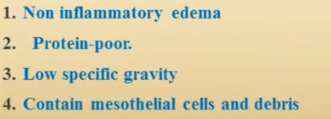 1. Non inflammatory edema
2. Protein-poor.
3. Low specific gravity
4. Contain mesothelial cells and debris